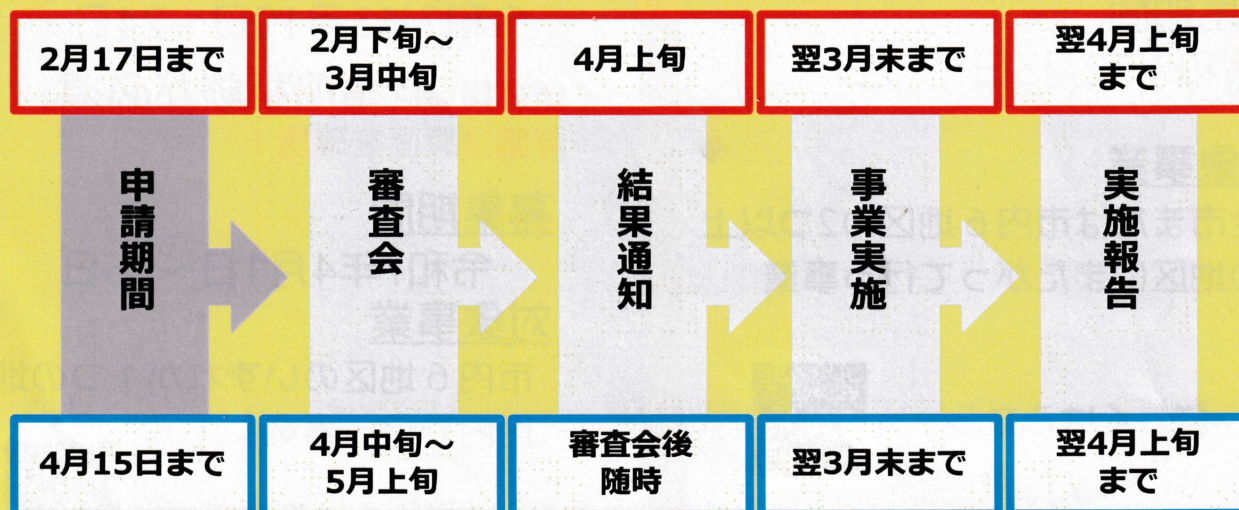 2月17日まで
2月下旬～
3月中旬
4月上旬
翌3月末まで
翌4月上旬
まで
申請期間
審査会
結果通知
事業実施
実施報告
4月15日まで
4月中旬～
5月上旬
審査会後
随時
翌3月末まで
翌4月上旬
まで